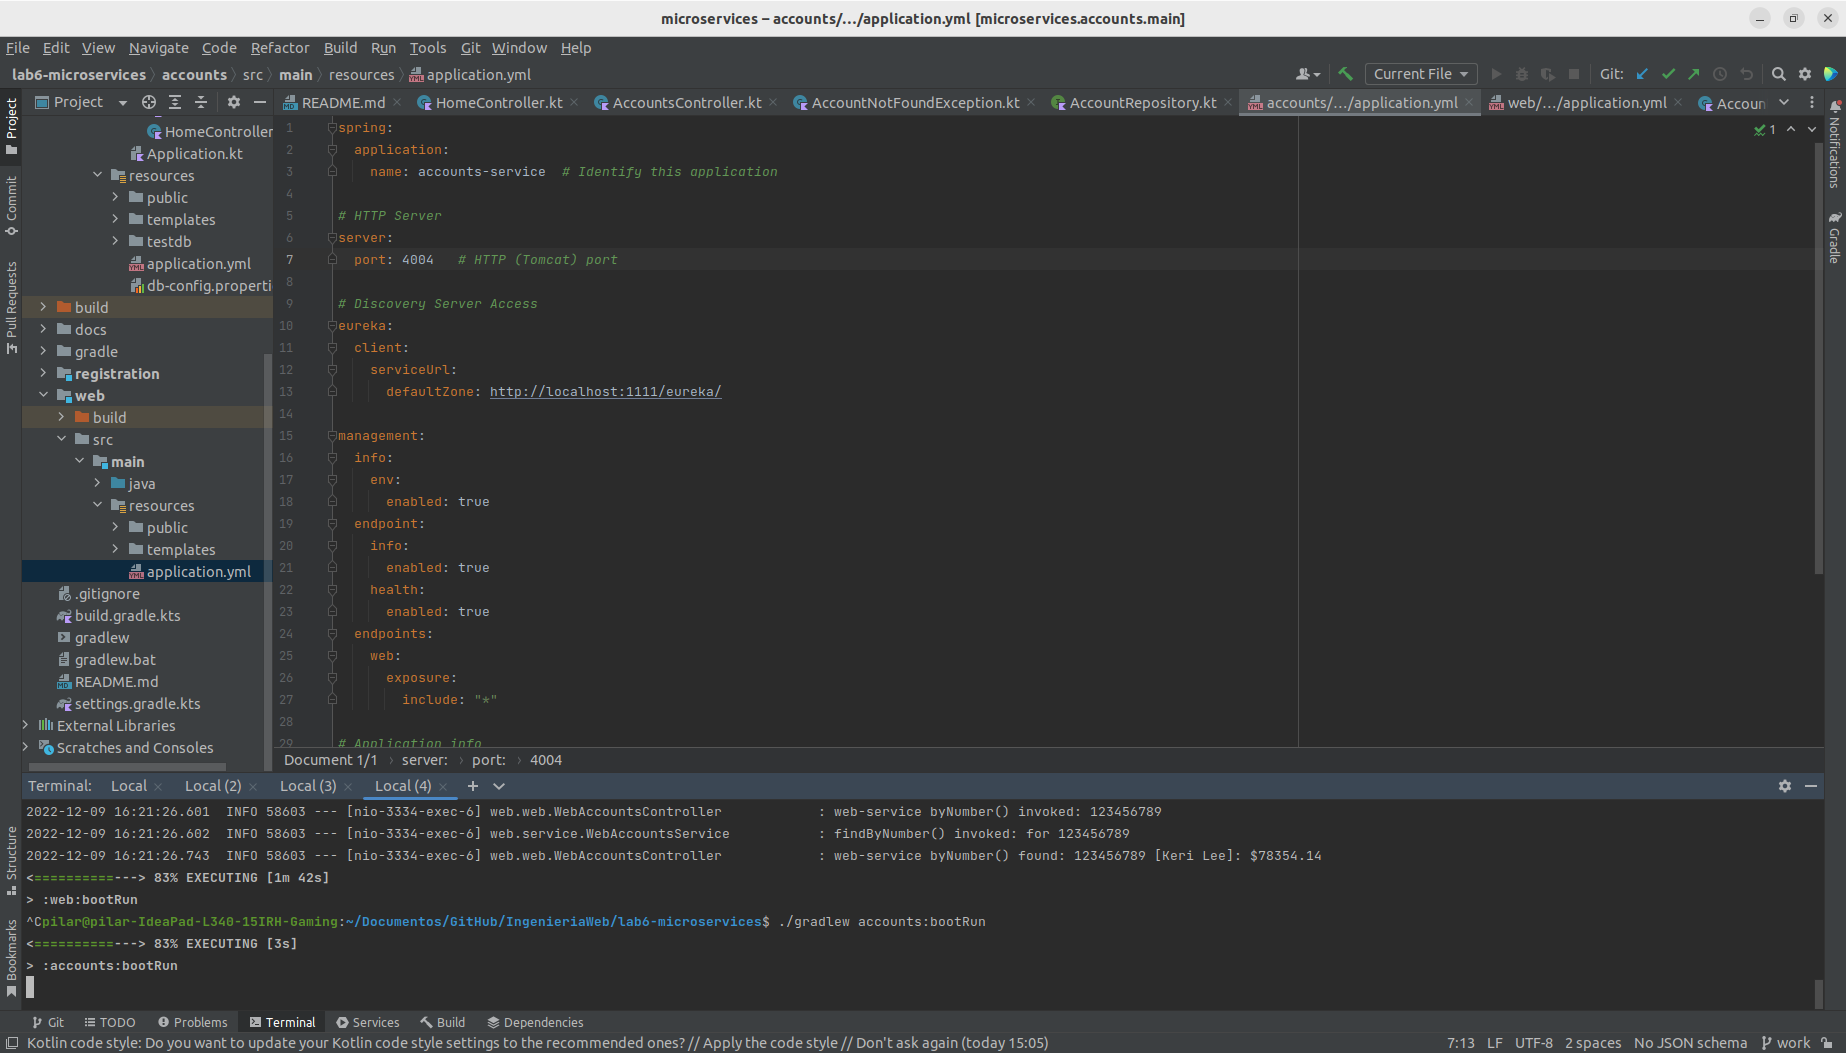 microservices – accounts/…/application.yml [microservices.accounts.main]
File Edit View Navigate Code Refactor Build Run Tools Git Window Help
lab6-microservices accounts src main resources application.yml
Current File
Git:
Project
README.md HomeController.kt AccountsController.kt AccountNotFoundException.kt AccountRepository.kt accounts/…/application.yml web/…/application.yml Accoun
HomeController
Application.kt
resources
public
templates
testdb
application.yml
db-config.properti
build
docs
gradle
registration
web
build
src
main
java
resources
public
templates
application.yml
.gitignore
build.gradle.kts
gradlew
gradlew.bat
README.md
settings.gradle.kts
External Libraries
Scratches and Consoles
Project
Commit
Pull Requests
Structure
Bookmarks
1 spring:
2 application:
3 name: accounts-service # Identify this application
4
5 # HTTP Server
6 server:
7 port: 4004 # HTTP (Tomcat) port
8
9 # Discovery Server Access
10 eureka:
11 client:
12 serviceUrl:
13 defaultZone: http://localhost:1111/eureka/
14
15 management:
16 info:
17 env:
18 enabled: true
19 endpoint:
20 info:
21 enabled: true
22 health:
23 enabled: true
24 endpoints:
25 web:
26 exposure:
27 include: "*"
28
29 # Application info
1
Notifications
Gradle
Document 1/1 › server: › port: › 4004
Terminal: Local Local (2) Local (3) Local (4)
2022-12-09 16:21:26.601 INFO 58603 --- [nio-3334-exec-6] web.web.WebAccountsController : web-service byNumber() invoked: 123456789
2022-12-09 16:21:26.602 INFO 58603 --- [nio-3334-exec-6] web.service.WebAccountsService : findByNumber() invoked: for 123456789
2022-12-09 16:21:26.743 INFO 58603 --- [nio-3334-exec-6] web.web.WebAccountsController : web-service byNumber() found: 123456789 [Keri Lee]: $78354.14
<==========---> 83% EXECUTING [1m 42s]
> :web:bootRun
^Cpilar@pilar-IdeaPad-L340-15IRH-Gaming:~/Documentos/GitHub/IngenieriaWeb/lab6-microservices$ ./gradlew accounts:bootRun
<==========---> 83% EXECUTING [3s]
> :accounts:bootRun
Git TODO Problems Terminal Services Build Dependencies
Kotlin code style: Do you want to update your Kotlin code style settings to the recommended ones? // Apply the code style // Don't ask again (today 15:05)
7:13 LF UTF-8 2 spaces No JSON schema work